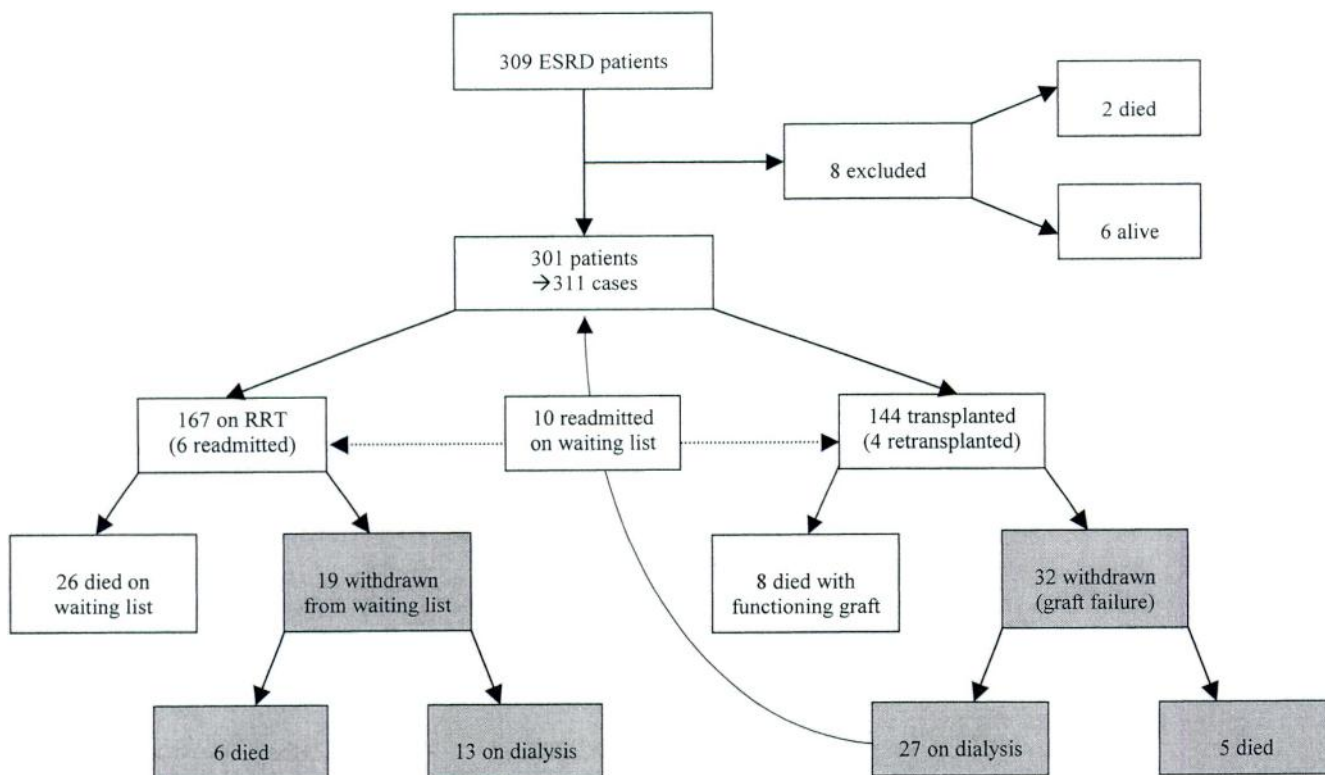 309 ESRD patients
2 died
8 excluded
6 alive
301 patients
→311 cases
167 on RRT
(6 readmitted)
10 readmitted
on waiting list
144 transplanted
(4 retransplanted)
26 died on
waiting list
19 withdrawn
from waiting list
8 died with
functioning graft
32 withdrawn
(graft failure)
6 died
13 on dialysis
27 on dialysis
5 died